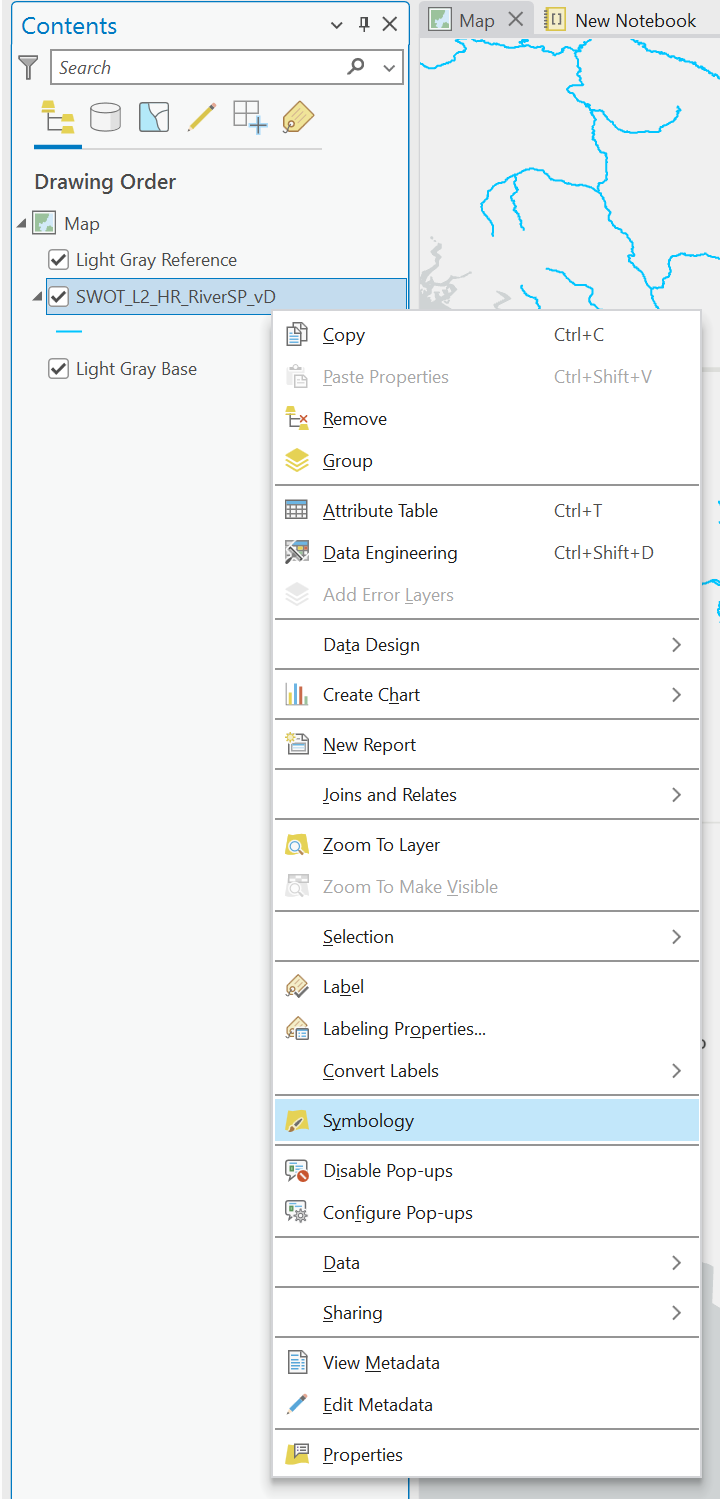 Contents
Map
New Notebook
Search
Drawing Order
Map
Light Gray Reference
SWOT_L2_HR_RiverSP_vD
Light Gray Base
Copy Ctrl+C
Paste Properties Ctrl+Shift+V
Remove
Group
Attribute Table Ctrl+T
Data Engineering Ctrl+Shift+D
Add Error Layers
Data Design
Create Chart
New Report
Joins and Relates
Zoom To Layer
Zoom To Make Visible
Selection
Label
Labeling Properties...
Convert Labels
Symbology
Disable Pop-ups
Configure Pop-ups
Data
Sharing
View Metadata
Edit Metadata
Properties